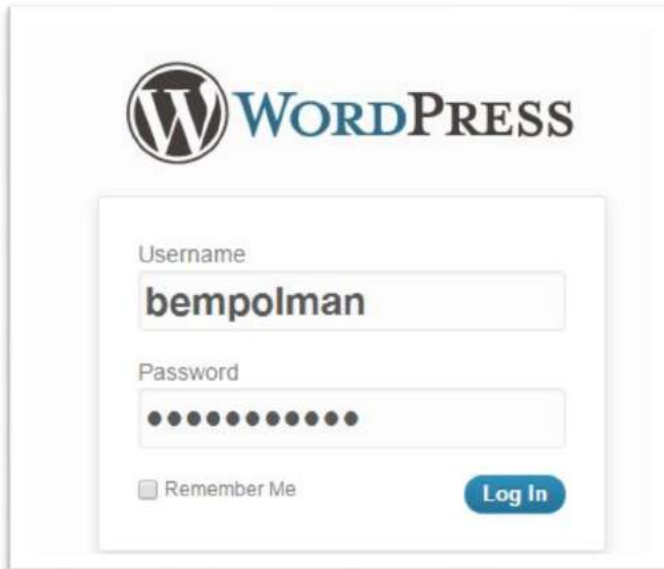 WORDPRESS
Username
bempolman
Password
•••••••••••
Remember Me
Log In